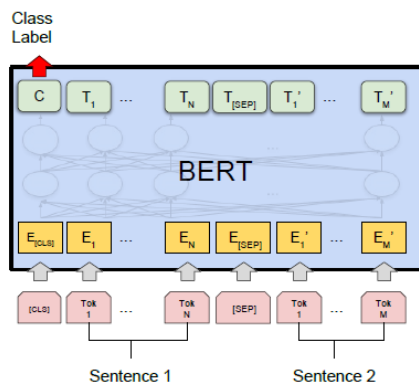 Class
Label
C T1 ... TN T[SEP] T1' ... TM'
BERT
E[CLS] E1 ... EN E[SEP] E1' ... EM'
[CLS] Tok 1 ... Tok N [SEP] Tok 1 ... Tok M
Sentence 1 Sentence 2